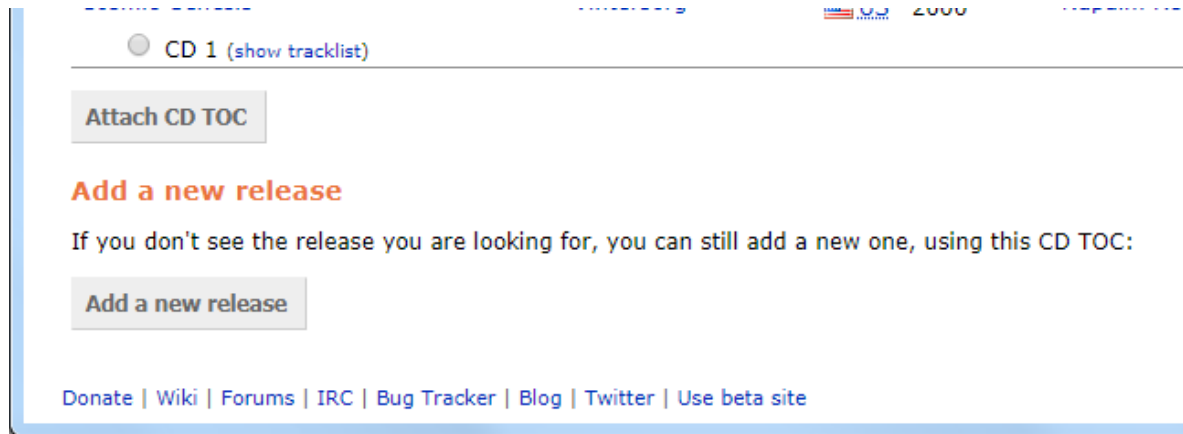 CD 1 (show tracklist)
Attach CD TOC
Add a new release
If you don't see the release you are looking for, you can still add a new one, using this CD TOC:
Add a new release
Donate | Wiki | Forums | IRC | Bug Tracker | Blog | Twitter | Use beta site